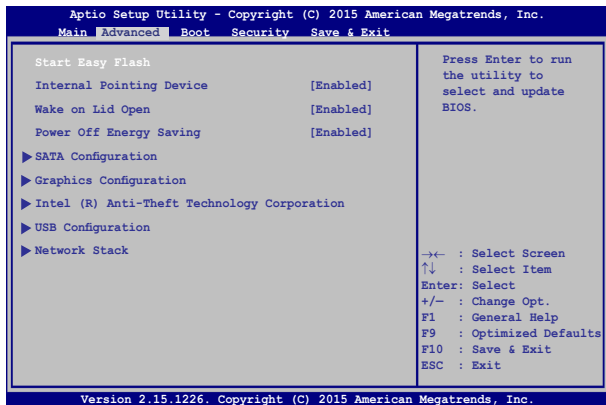 Aptio Setup Utility - Copyright (C) 2015 American Megatrends, Inc.
Main Advanced Boot Security Save & Exit
Start Easy Flash
Internal Pointing Device [Enabled]
Wake on Lid Open [Enabled]
Power Off Energy Saving [Enabled]
SATA Configuration
Graphics Configuration
Intel (R) Anti-Theft Technology Corporation
USB Configuration
Network Stack
Press Enter to run
the utility to
select and update
BIOS.
→← : Select Screen
↑↓ : Select Item
Enter: Select
+/— : Change Opt.
F1 : General Help
F9 : Optimized Defaults
F10 : Save & Exit
ESC : Exit
Version 2.15.1226. Copyright (C) 2015 American Megatrends, Inc.